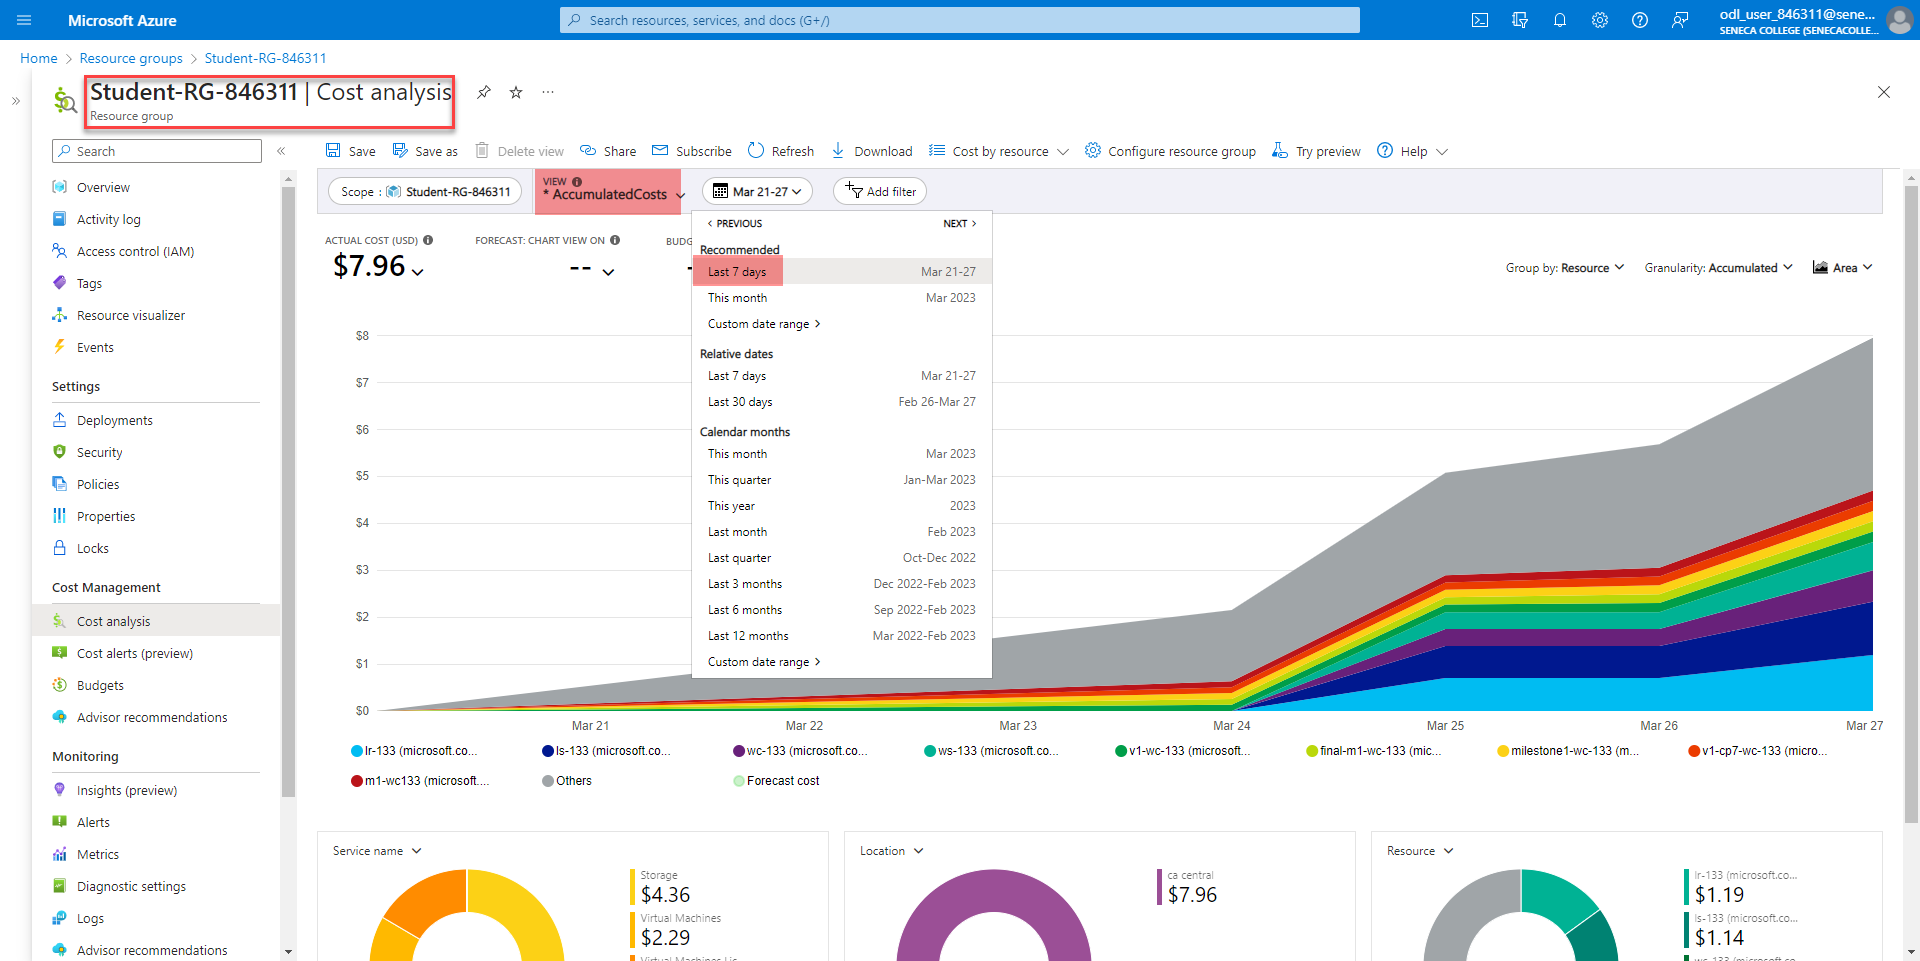 Microsoft Azure
Search resources, services, and docs (G+/)
odl_user_846311@sene...
SENECA COLLEGE (SENECACOLLE...
Home > Resource groups > Student-RG-846311
Student-RG-846311 | Cost analysis
Resource group
Search
Save
Save as
Delete view
Share
Subscribe
Refresh
Download
Cost by resource
Configure resource group
Try preview
Help
Overview
Activity log
Access control (IAM)
Tags
Resource visualizer
Events
Settings
Deployments
Security
Policies
Properties
Locks
Cost Management
Cost analysis
Cost alerts (preview)
Budgets
Advisor recommendations
Monitoring
Insights (preview)
Alerts
Metrics
Diagnostic settings
Logs
Advisor recommendations
Scope : Student-RG-846311
VIEW
* AccumulatedCosts
Mar 21-27
Add filter
ACTUAL COST (USD)
$7.96
FORECAST: CHART VIEW ON
--
BUDG
PREVIOUS
NEXT
Recommended
Last 7 days Mar 21-27
This month Mar 2023
Custom date range
Relative dates
Last 7 days Mar 21-27
Last 30 days Feb 26-Mar 27
Calendar months
This month Mar 2023
This quarter Jan-Mar 2023
This year 2023
Last month Feb 2023
Last quarter Oct-Dec 2022
Last 3 months Dec 2022-Feb 2023
Last 6 months Sep 2022-Feb 2023
Last 12 months Mar 2022-Feb 2023
Custom date range
Group by: Resource
Granularity: Accumulated
Area
$8
$7
$6
$5
$4
$3
$2
$1
$0
Mar 21
Mar 22
Mar 23
Mar 24
Mar 25
Mar 26
Mar 27
lr-133 (microsoft.co...
ls-133 (microsoft.co...
wc-133 (microsoft.co...
ws-133 (microsoft.co...
v1-wc-133 (microsoft...
final-m1-wc-133 (mic...
milestone1-wc-133 (m...
v1-cp7-wc-133 (micro...
m1-wc133 (microsoft....
Others
Forecast cost
Service name
Storage
$4.36
Virtual Machines
$2.29
Location
ca central
$7.96
Resource
lr-133 (microsoft.co...
$1.19
ls-133 (microsoft.co...
$1.14